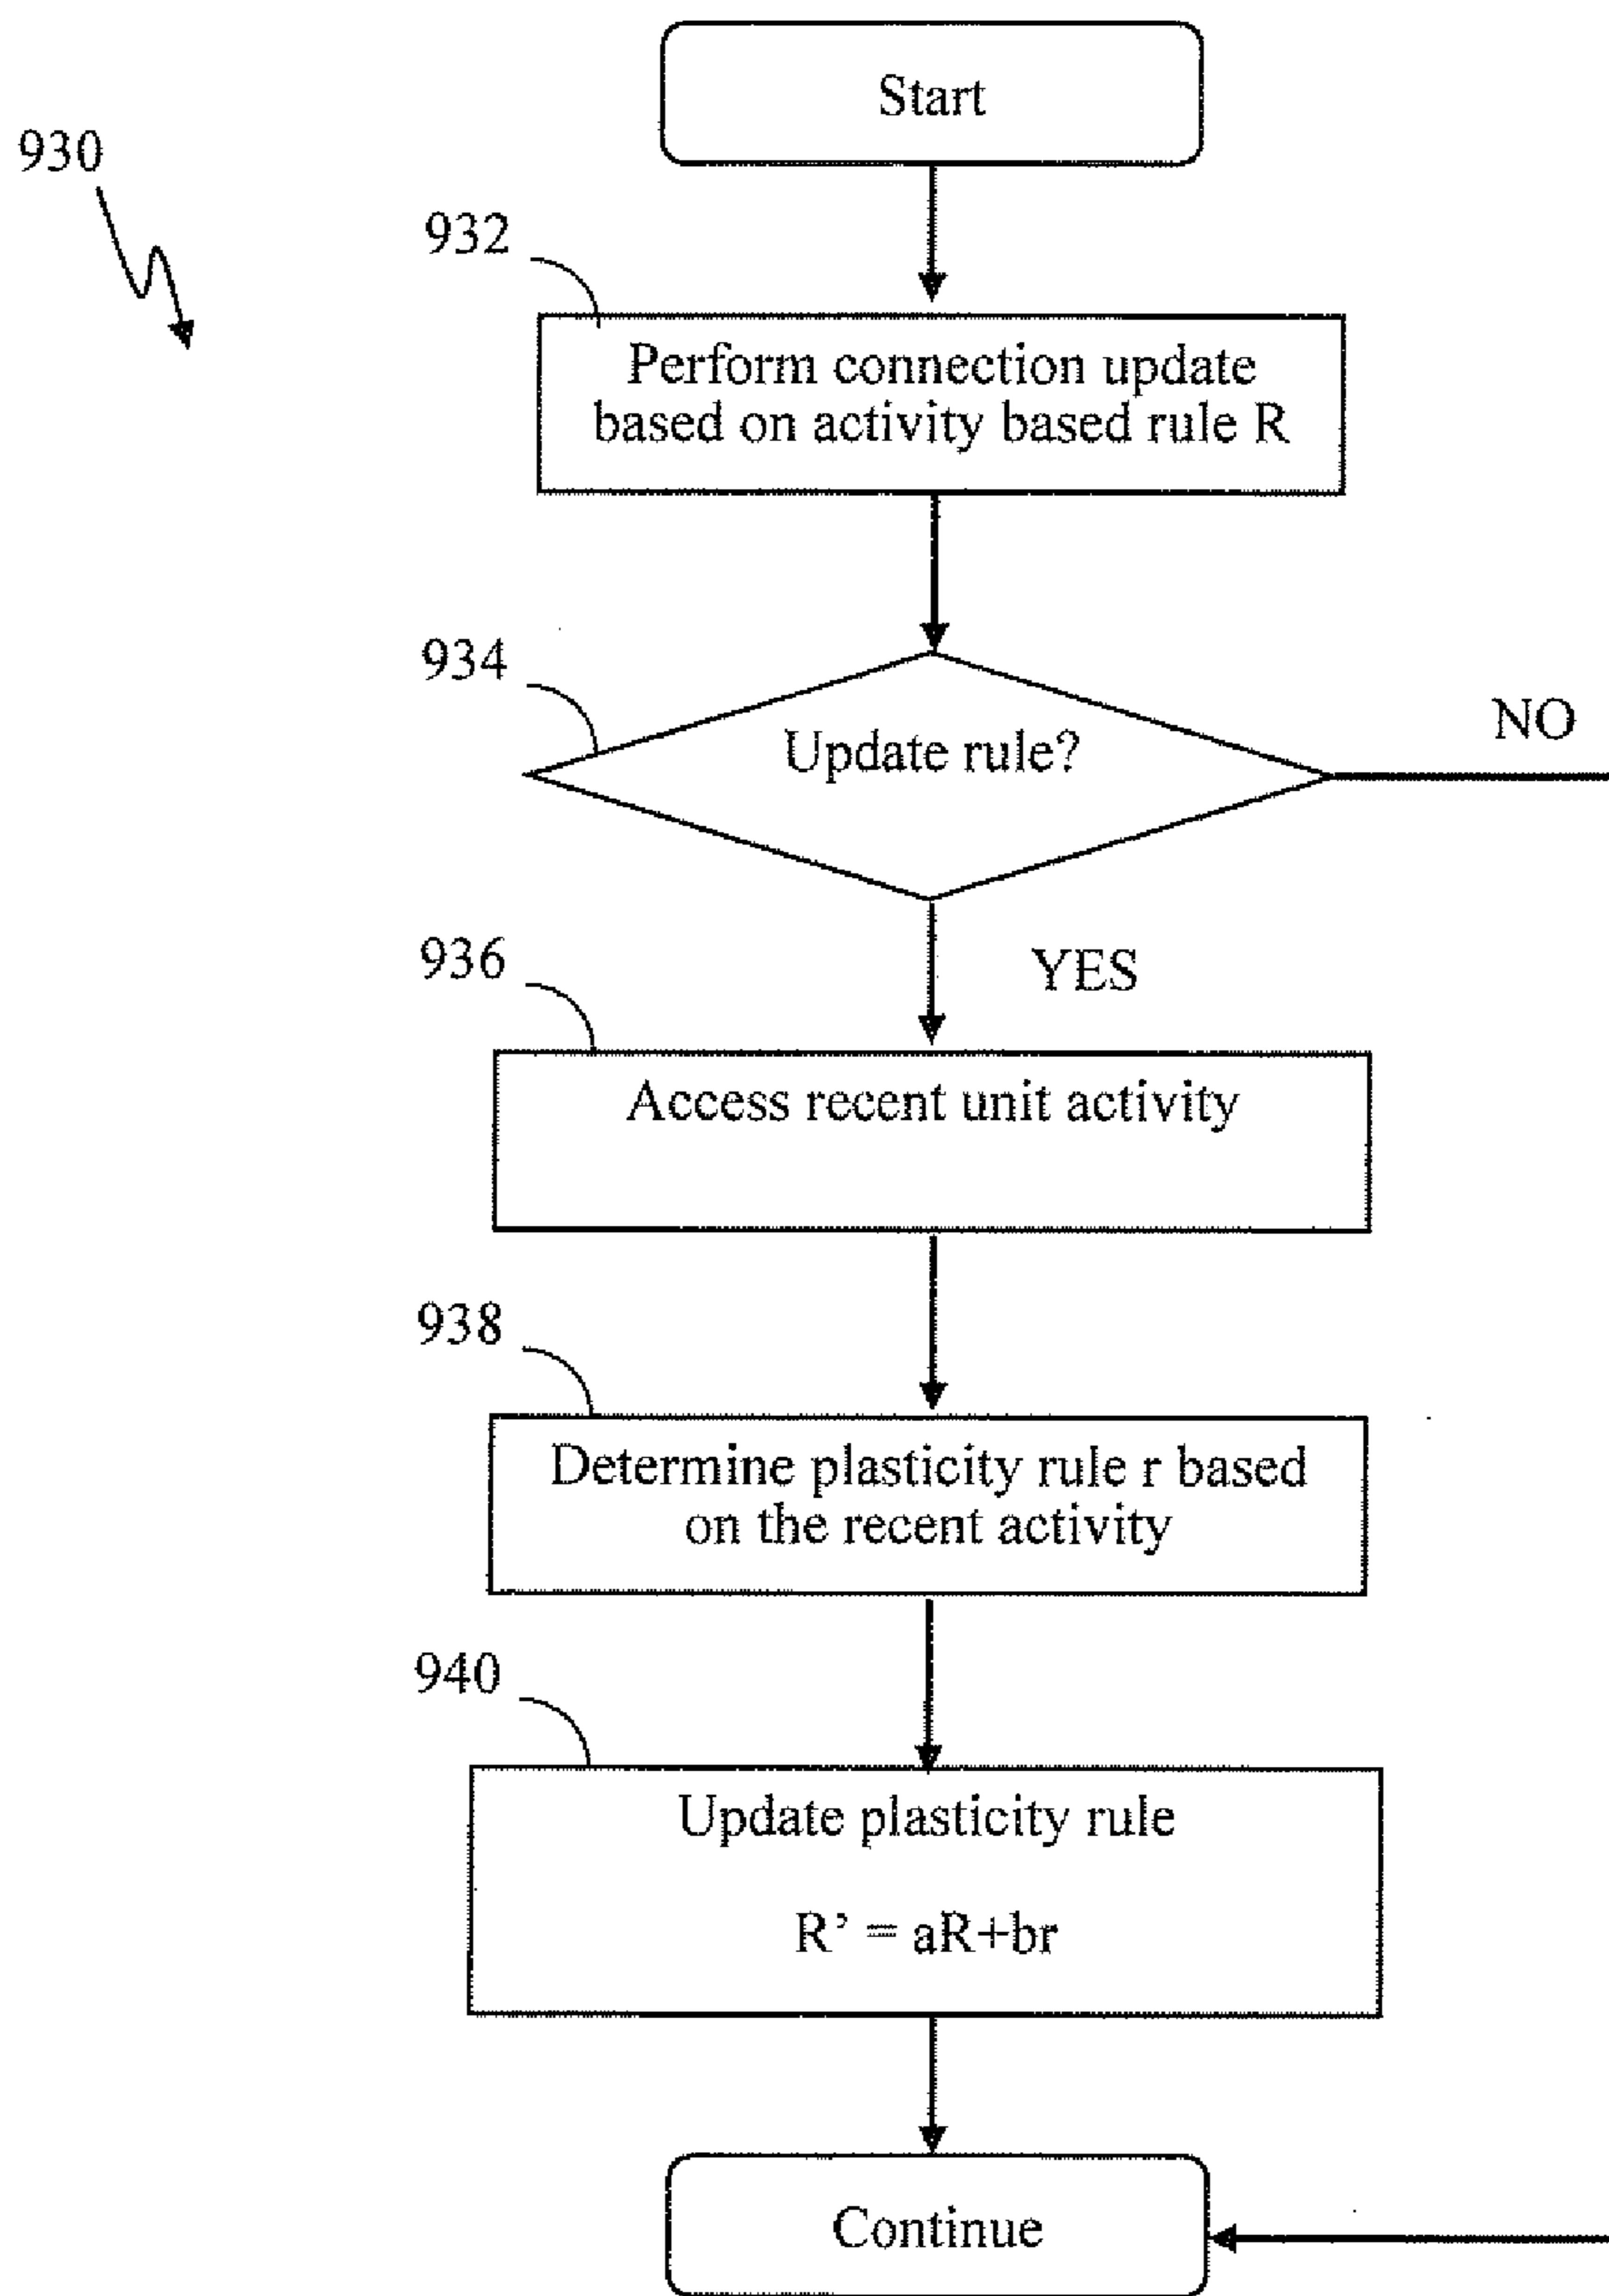 Start
930
932
Perform connection update
based on activity based rule R
934
Update rule?
NO
936
YES
Access recent unit activity
938
Determine plasticity rule r based
on the recent activity
940
Update plasticity rule
R’ = aR+br
Continue